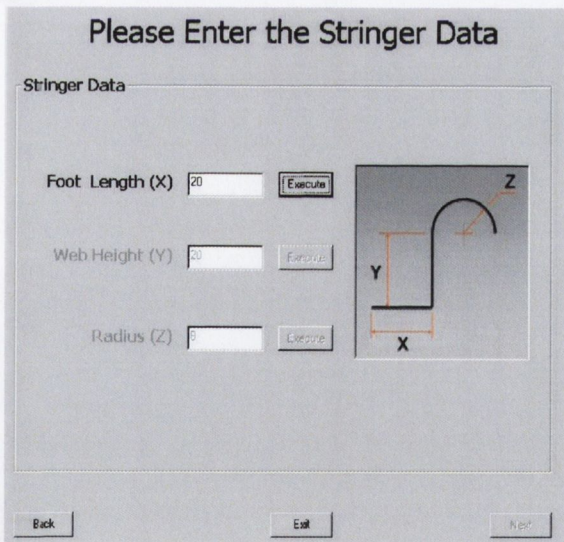 Please Enter the Stringer Data
Stringer Data
Foot Length (X) 20 Execute
Web Height (Y) 20 Execute
Radius (Z) Execute
Z
Y
X
Back Exit Next